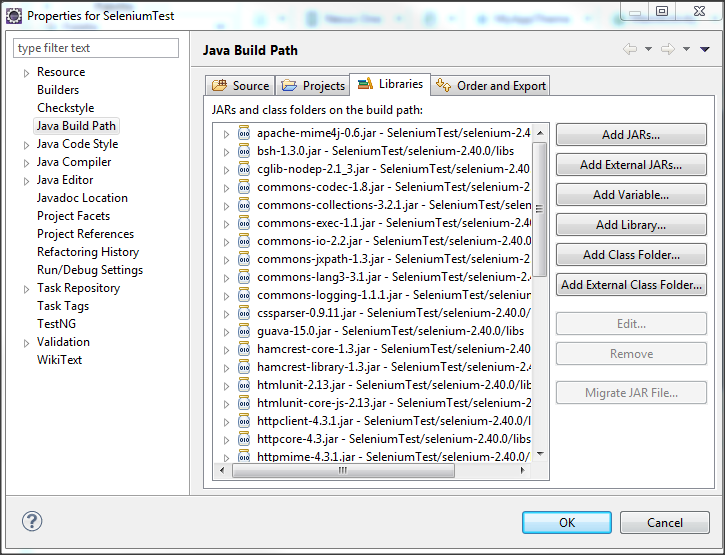 Properties for SeleniumTest
type filter text
Resource
Builders
Checkstyle
Java Build Path
Java Code Style
Java Compiler
Java Editor
Javadoc Location
Project Facets
Project References
Refactoring History
Run/Debug Settings
Task Repository
Task Tags
TestNG
Validation
WikiText
Java Build Path
Source Projects Libraries Order and Export
JARs and class folders on the build path:
apache-mime4j-0.6.jar - SeleniumTest/selenium-2.4
bsh-1.3.0.jar - SeleniumTest/selenium-2.40.0/libs
cglib-nodep-2.1_3.jar - SeleniumTest/selenium-2.40
commons-codec-1.8.jar - SeleniumTest/selenium-2.40
commons-collections-3.2.1.jar - SeleniumTest/selen
commons-exec-1.1.jar - SeleniumTest/selenium-2.40
commons-io-2.2.jar - SeleniumTest/selenium-2.40.0
commons-jxpath-1.3.jar - SeleniumTest/selenium-2.
commons-lang3-3.1.jar - SeleniumTest/selenium-2.4
commons-logging-1.1.1.jar - SeleniumTest/selenium
cssparser-0.9.11.jar - SeleniumTest/selenium-2.40.0/
guava-15.0.jar - SeleniumTest/selenium-2.40.0/libs
hamcrest-core-1.3.jar - SeleniumTest/selenium-2.40
hamcrest-library-1.3.jar - SeleniumTest/selenium-2.4
htmlunit-2.13.jar - SeleniumTest/selenium-2.40.0/lib
htmlunit-core-js-2.13.jar - SeleniumTest/selenium-2
httpclient-4.3.1.jar - SeleniumTest/selenium-2.40.0/l
httpcore-4.3.jar - SeleniumTest/selenium-2.40.0/libs
httpmime-4.3.1.jar - SeleniumTest/selenium-2.40.0/
Add JARs...
Add External JARs...
Add Variable...
Add Library...
Add Class Folder...
Add External Class Folder...
Edit...
Remove
Migrate JAR File...
OK
Cancel